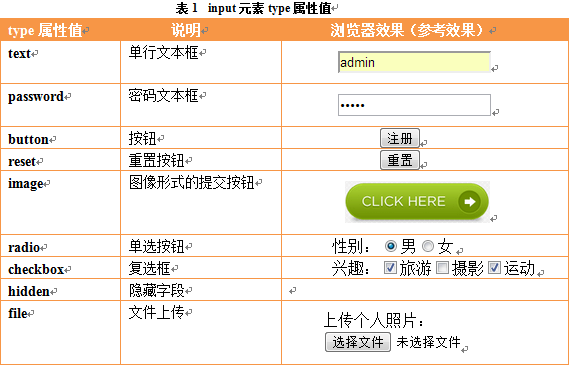 表 1 input 元素 type 属性值
type 属性值 说明 浏览器效果（参考效果）
text 单行文本框 admin
password 密码文本框 •••••
button 按钮 注册
reset 重置按钮 重置
image 图像形式的提交按钮 CLICK HERE
radio 单选按钮 性别： 男 女
checkbox 复选框 兴趣： 旅游 摄影 运动
hidden 隐藏字段
file 文件上传 上传个人照片：
选择文件 未选择文件